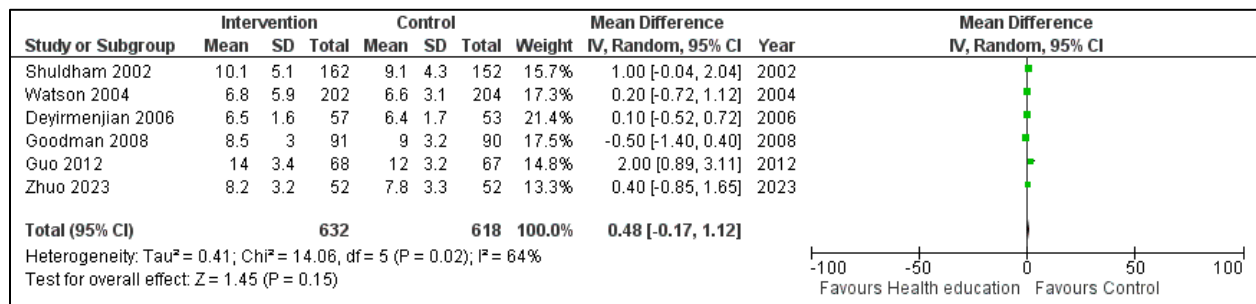 Intervention Control Mean Difference Mean Difference
Study or Subgroup Mean SD Total Mean SD Total Weight IV, Random, 95% CI Year IV, Random, 95% CI
Shuldham 2002 10.1 5.1 162 9.1 4.3 152 15.7% 1.00 [-0.04, 2.04] 2002
Watson 2004 6.8 5.9 202 6.6 3.1 204 17.3% 0.20 [-0.72, 1.12] 2004
Deyirmenjian 2006 6.5 1.6 57 6.4 1.7 53 21.4% 0.10 [-0.52, 0.72] 2006
Goodman 2008 8.5 3 91 9 3.2 90 17.5% -0.50 [-1.40, 0.40] 2008
Guo 2012 14 3.4 68 12 3.2 67 14.8% 2.00 [0.89, 3.11] 2012
Zhuo 2023 8.2 3.2 52 7.8 3.3 52 13.3% 0.40 [-0.85, 1.65] 2023
Total (95% CI) 632 618 100.0% 0.48 [-0.17, 1.12]
Heterogeneity: Tau² = 0.41; Chi² = 14.06, df = 5 (P = 0.02); I² = 64%
Test for overall effect: Z = 1.45 (P = 0.15)
-100 -50 0 50 100
Favours Health education Favours Control